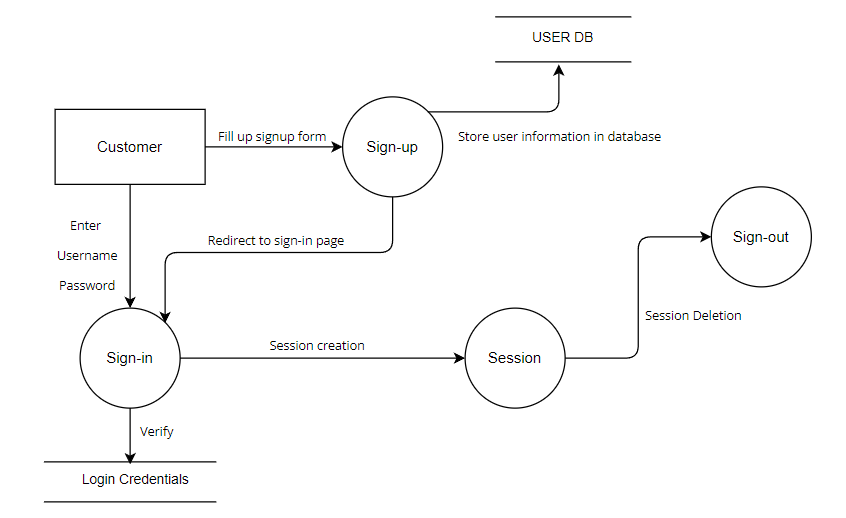 USER DB
Customer
Fill up signup form
Sign-up
Store user information in database
Enter
Username
Password
Redirect to sign-in page
Sign-out
Session Deletion
Sign-in
Session creation
Session
Verify
Login Credentials